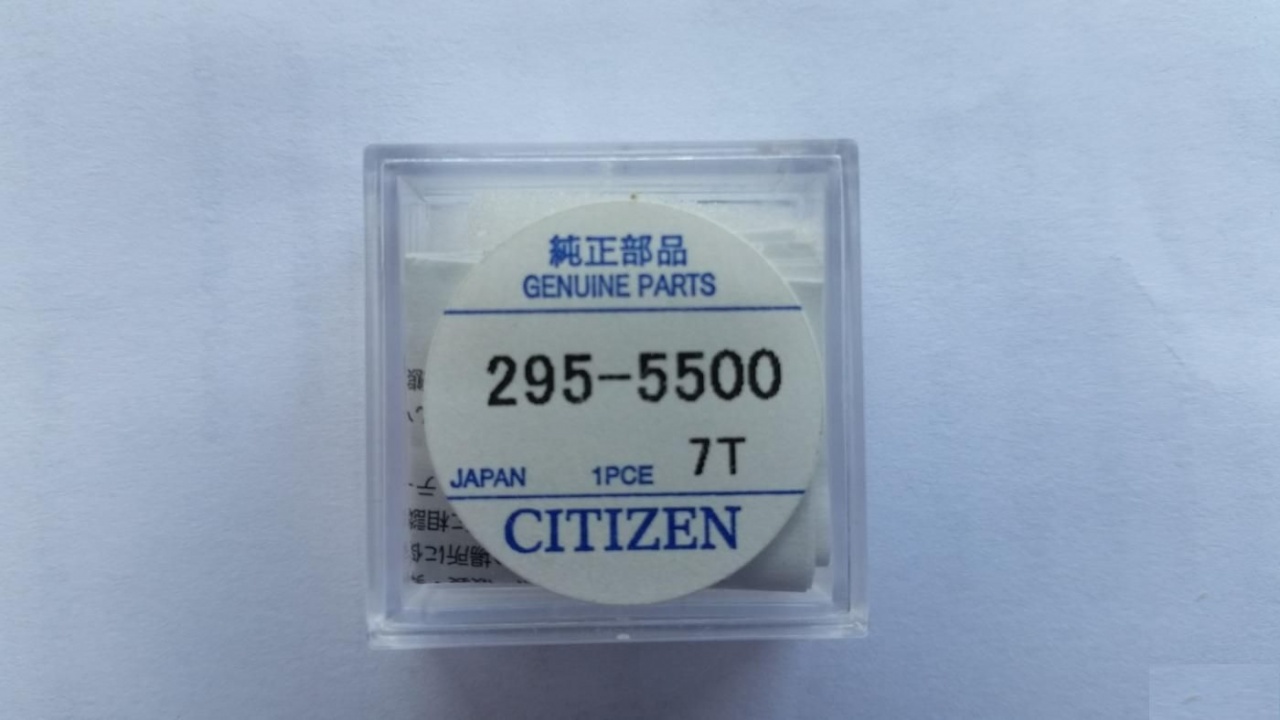 純正部品
GENUINE PARTS
295-5500
7T
JAPAN 1PCE
CITIZEN